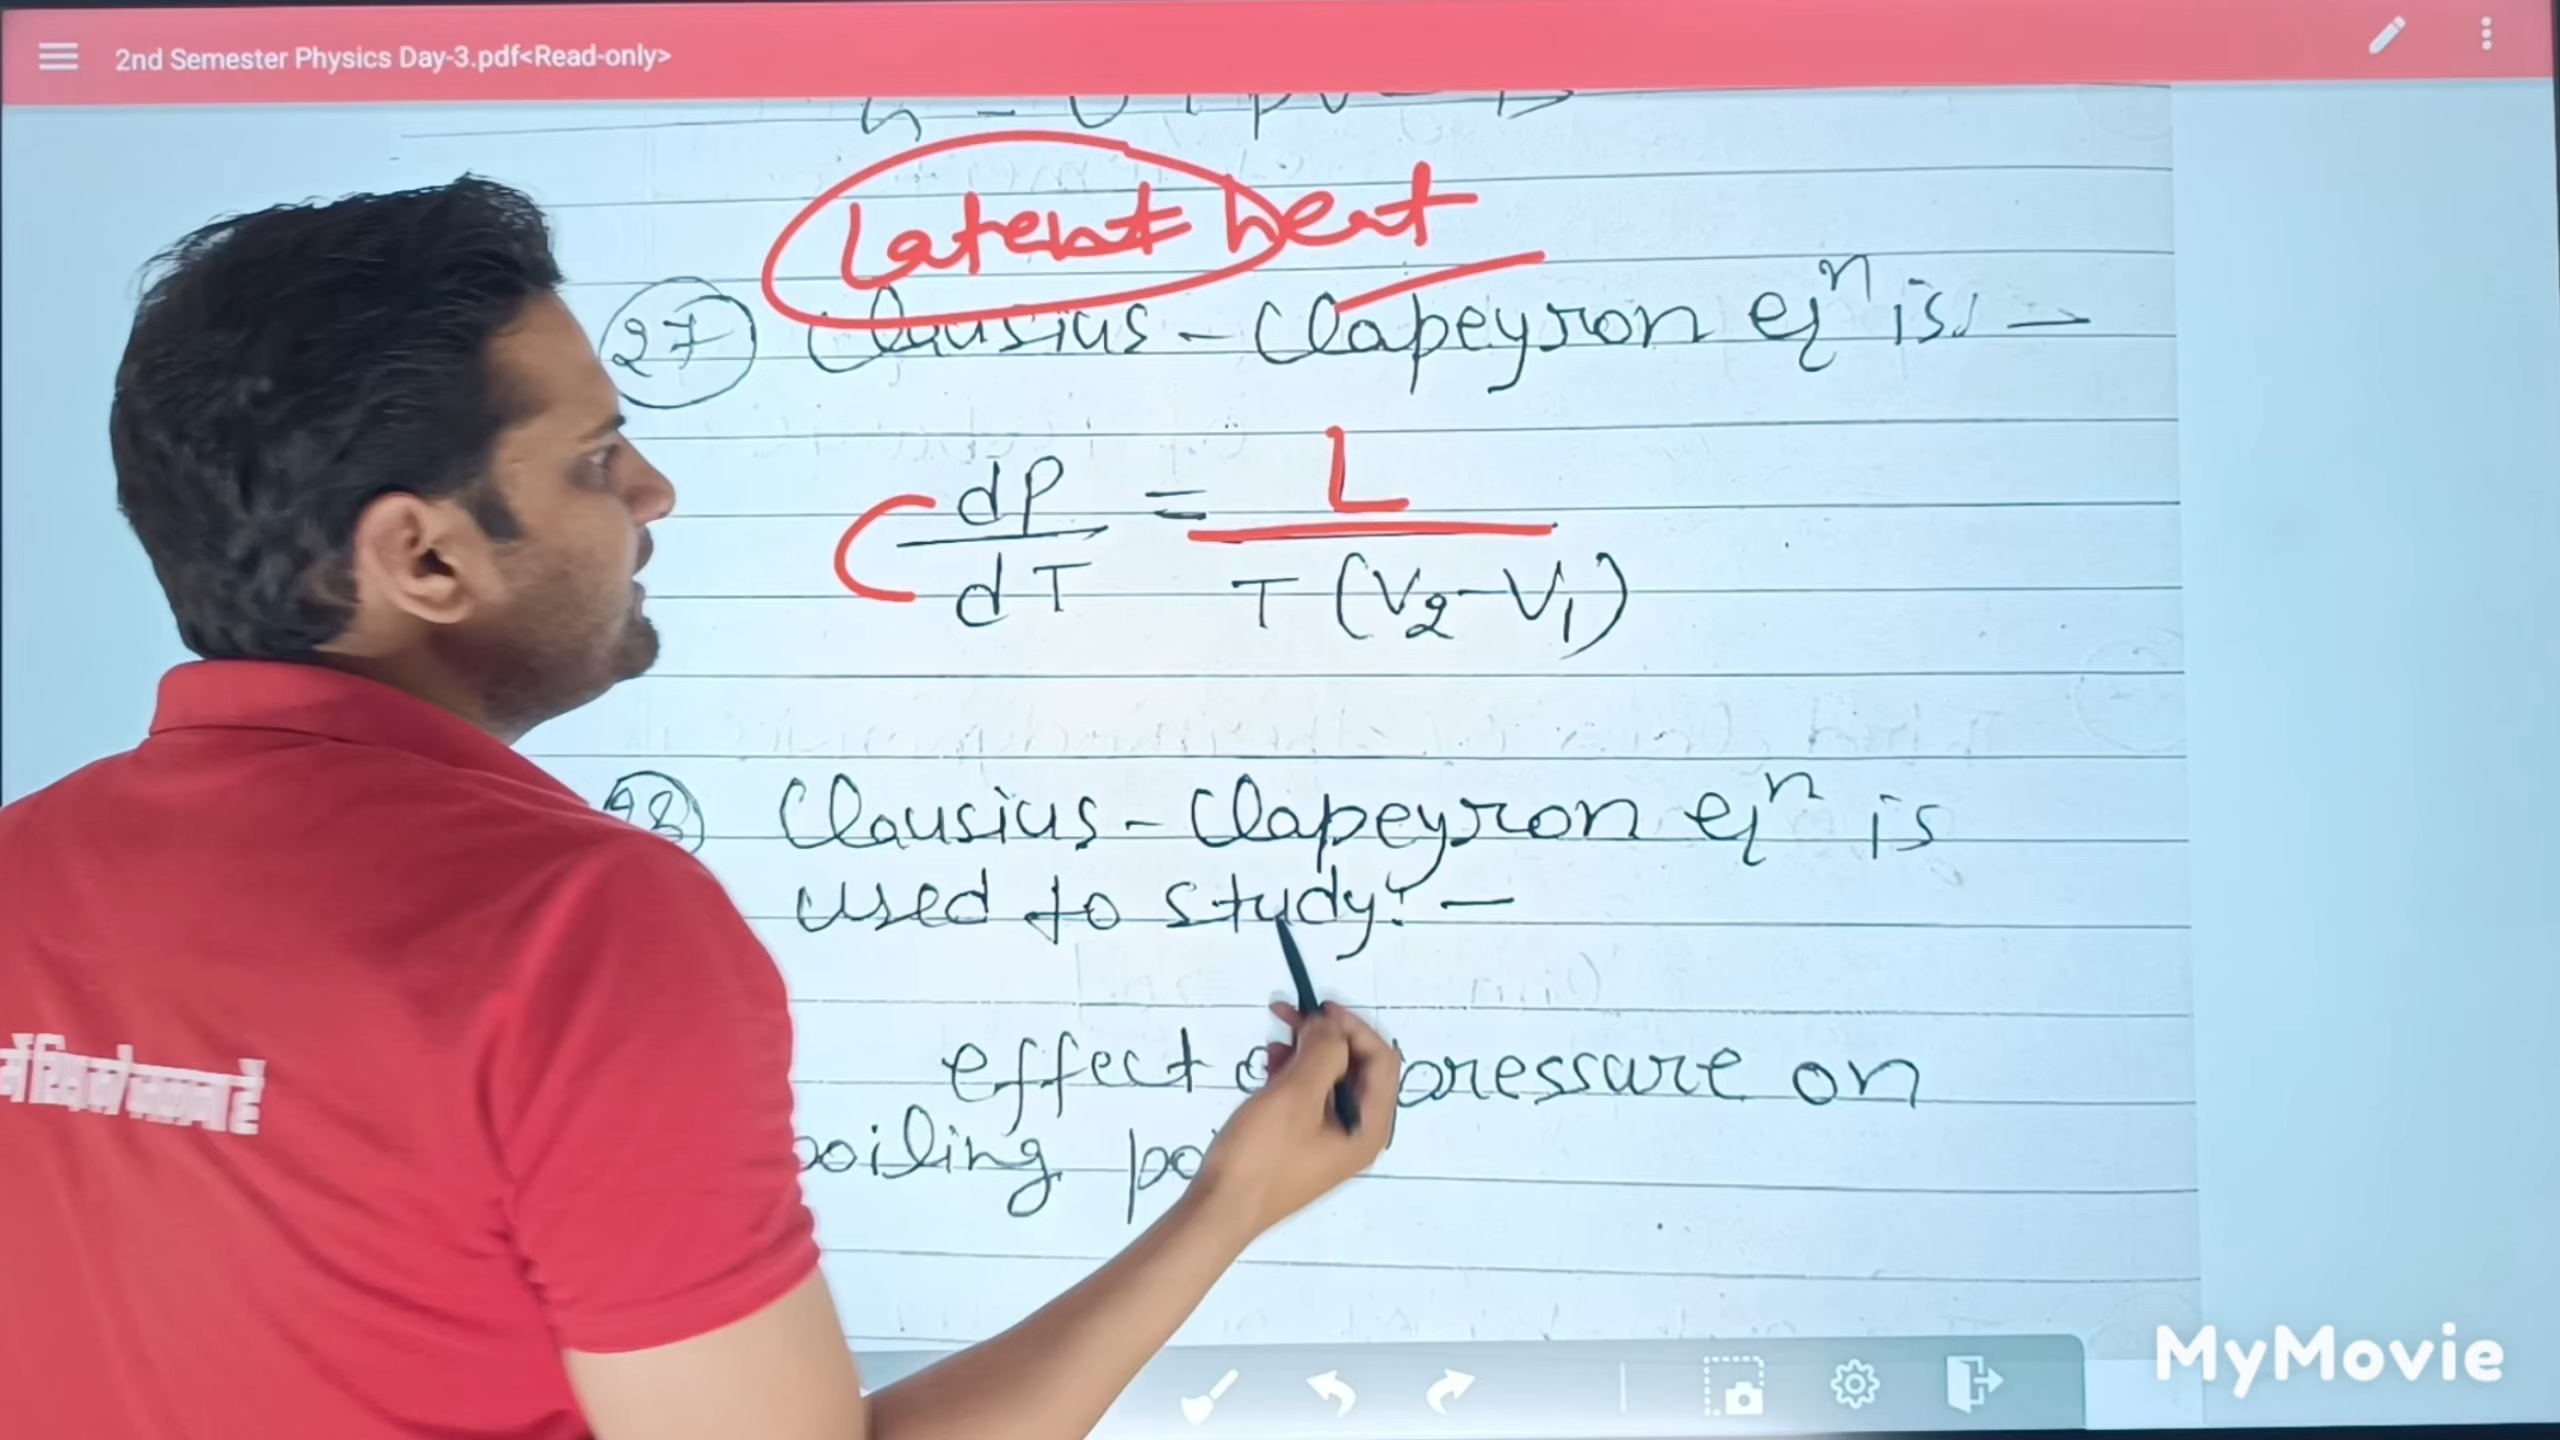 2nd Semester Physics Day-3.pdf<Read-only>
Latent heat
27 Clausius - Clapeyron eqn is. -
dP/dT = L/T (V2-V1)
Clausius - Clapeyron eqn is
used to study: -
effect pressure on
boiling
है
MyMovie